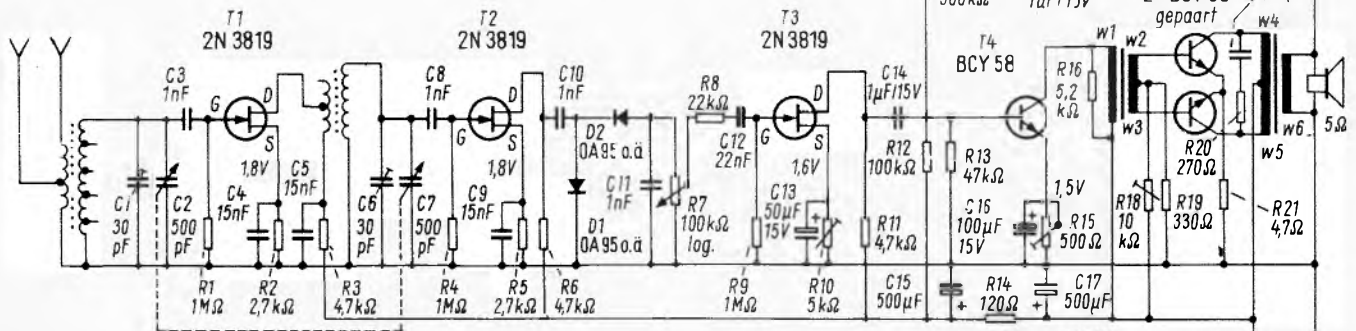 T1
2N 3819
T2
2N 3819
T3
2N 3819
T4
BCY 58
gepaart
C3
1nF
G
D
S
1,8V
C1
30
pF
C2
500
pF
C4
15nF
C5
15nF
R1
1MΩ
R2
2,7kΩ
R3
4,7kΩ
C6
30
pF
C7
500
pF
C8
1nF
G
D
S
1,8V
C9
15nF
R4
1MΩ
R5
2,7kΩ
R6
4,7kΩ
C10
1nF
D2
OA95 o.ä
D1
OA95 o.ä
C11
1nF
R7
100kΩ
log.
R8
22kΩ
C12
22nF
G
D
S
1,6V
C13
50µF
15V
R9
1MΩ
R10
5kΩ
R11
4,7kΩ
C14
1µF/15V
R12
100kΩ
R13
47kΩ
C15
500µF
C16
100µF
15V
R14
120Ω
1,5V
R15
500Ω
C17
500µF
R16
5,2
kΩ
w1
w2
w3
R18
10
kΩ
R19
330Ω
R20
270Ω
R21
4,7Ω
w4
w5
w6
5Ω